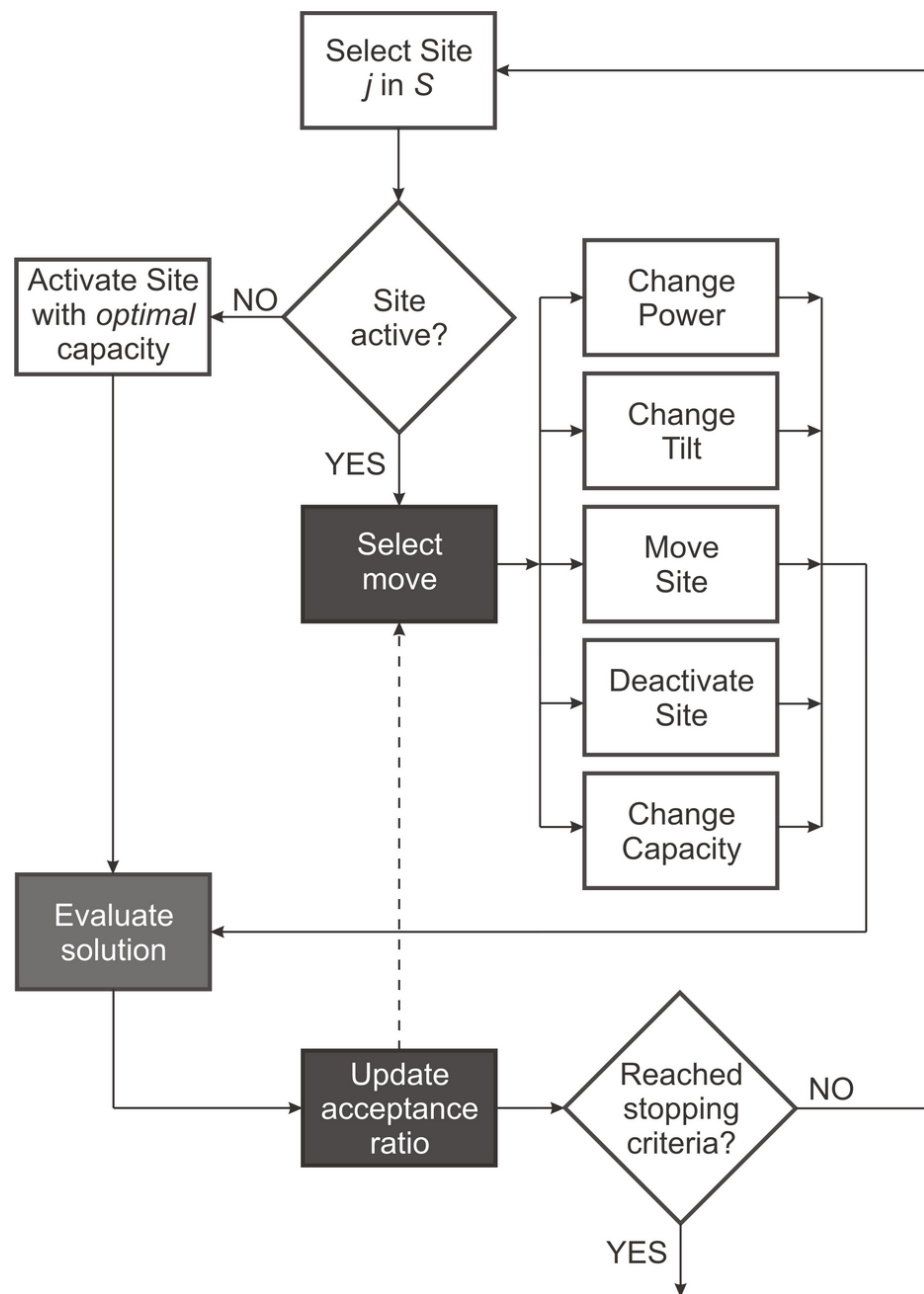 Select Site
j in S
Site
active?
NO
Activate Site
with optimal
capacity
YES
Select
move
Change
Power
Change
Tilt
Move
Site
Deactivate
Site
Change
Capacity
Evaluate
solution
Update
acceptance
ratio
Reached
stopping
criteria?
NO
YES